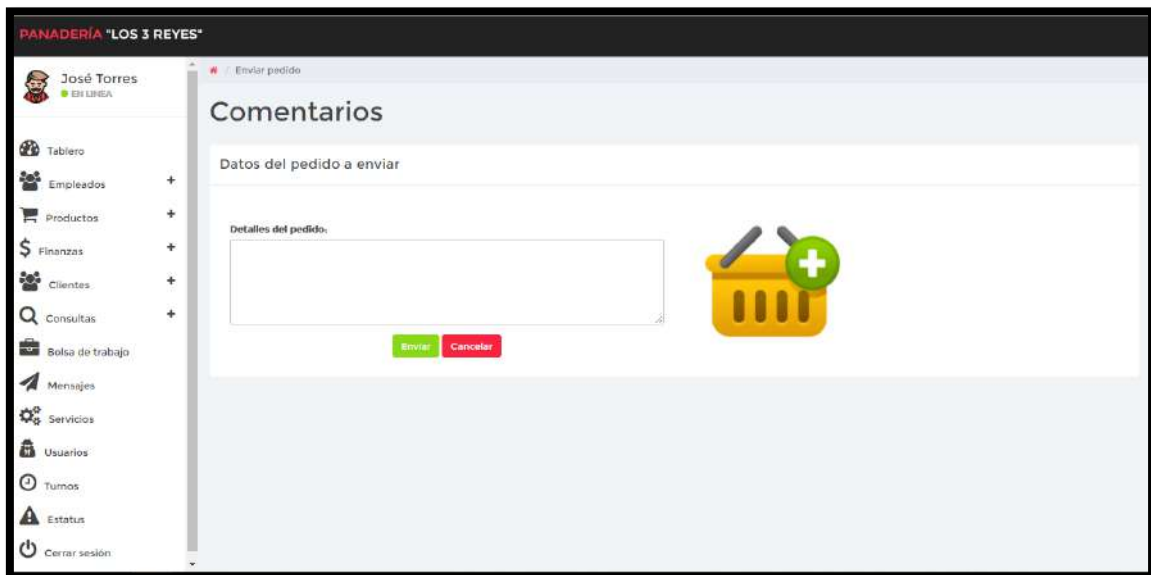 PANADERÍA "LOS 3 REYES"
José Torres
EN LINEA
Tablero
Empleados +
Productos +
Finanzas +
Clientes +
Consultas +
Bolsa de trabajo
Mensajes
Servicios
Usuarios
Turnos
Estatus
Cerrar sesión
/ Enviar pedido
Comentarios
Datos del pedido a enviar
Detalles del pedido:
Enviar Cancelar